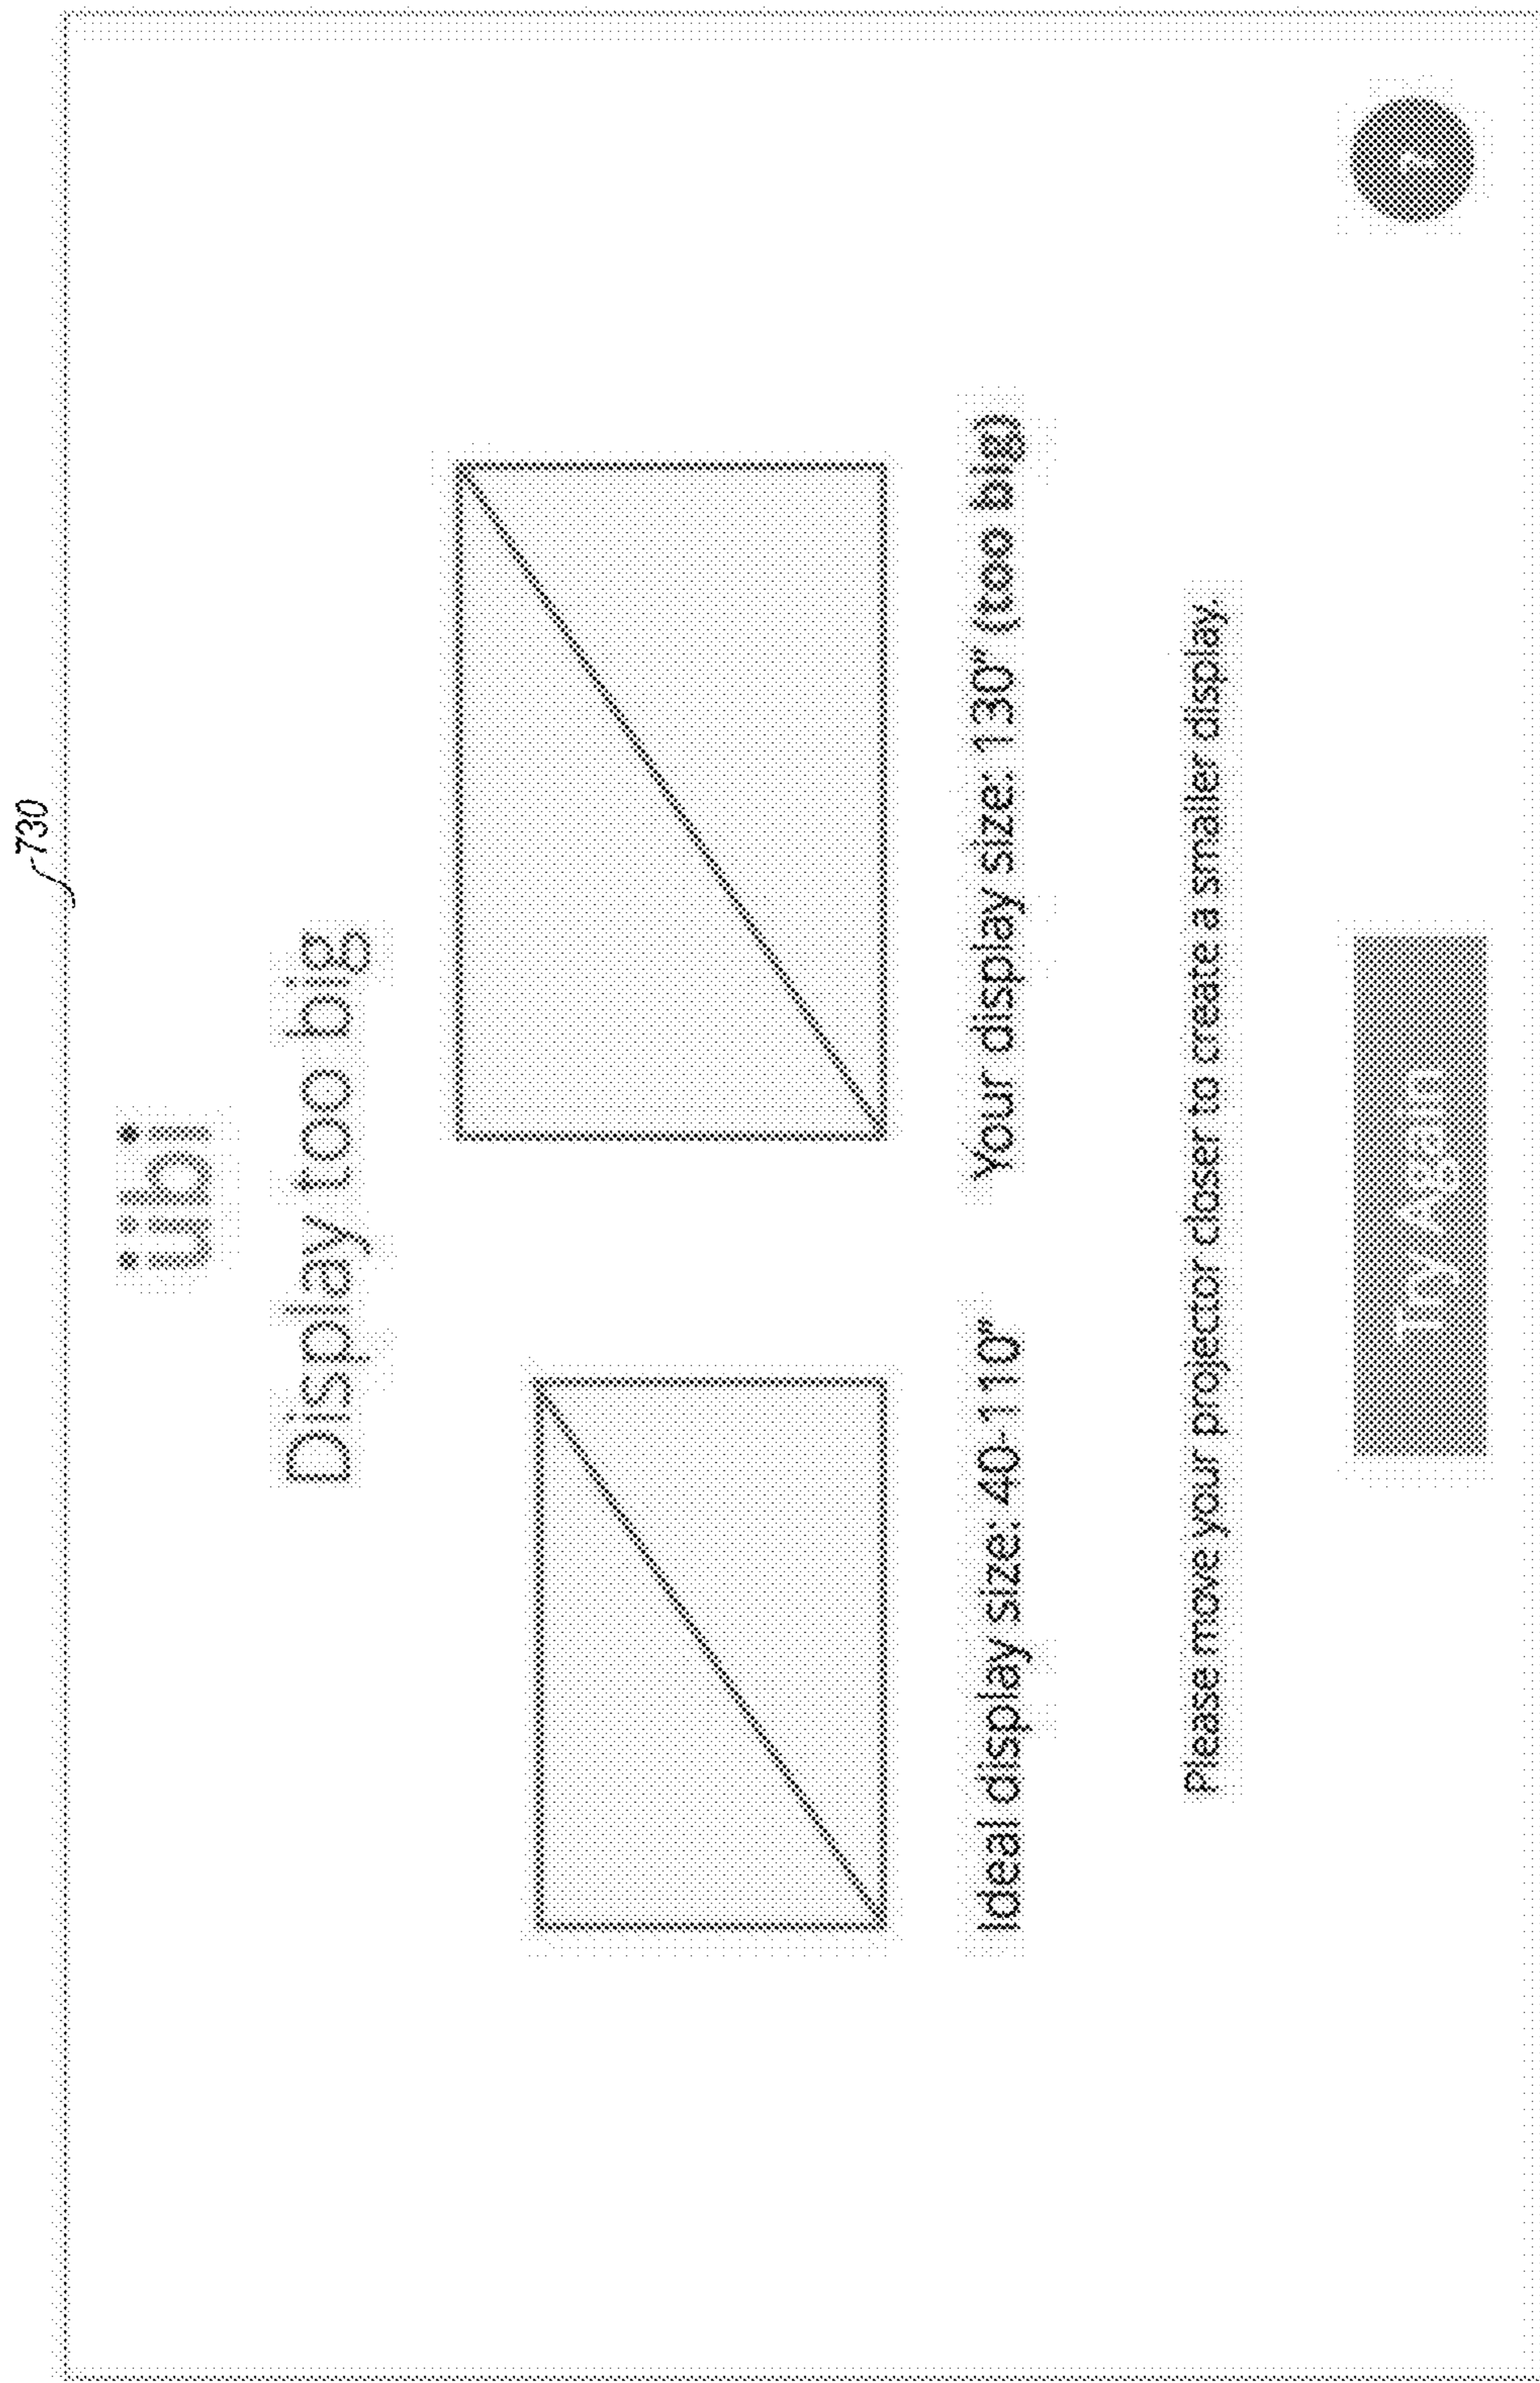 730
übi
Display too big
Ideal display size: 40-110"
Your display size: 130" (too big)
Please move your projector closer to create a smaller display.
Try Again
?